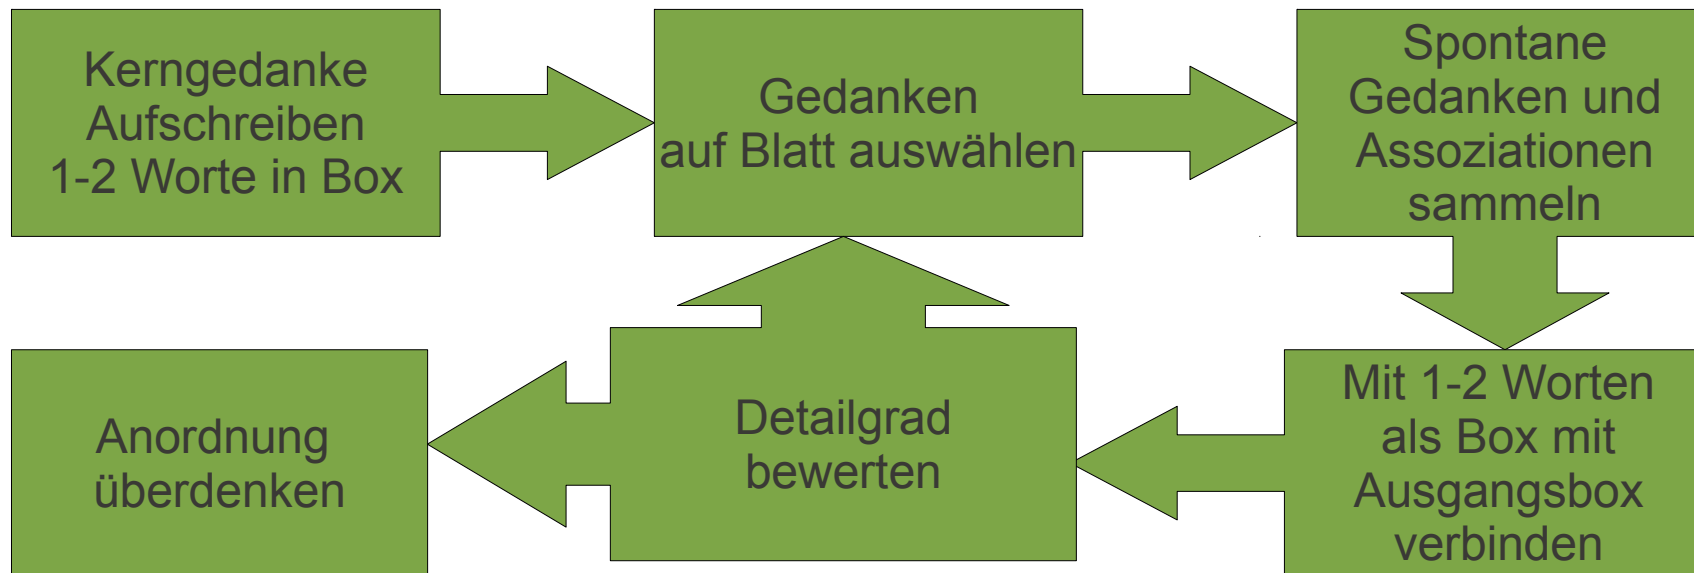 Kerngedanke
Aufschreiben
1-2 Worte in Box
Gedanken
auf Blatt auswählen
Spontane
Gedanken und
Assoziationen
sammeln
Anordnung
überdenken
Detailgrad
bewerten
Mit 1-2 Worten
als Box mit
Ausgangsbox
verbinden